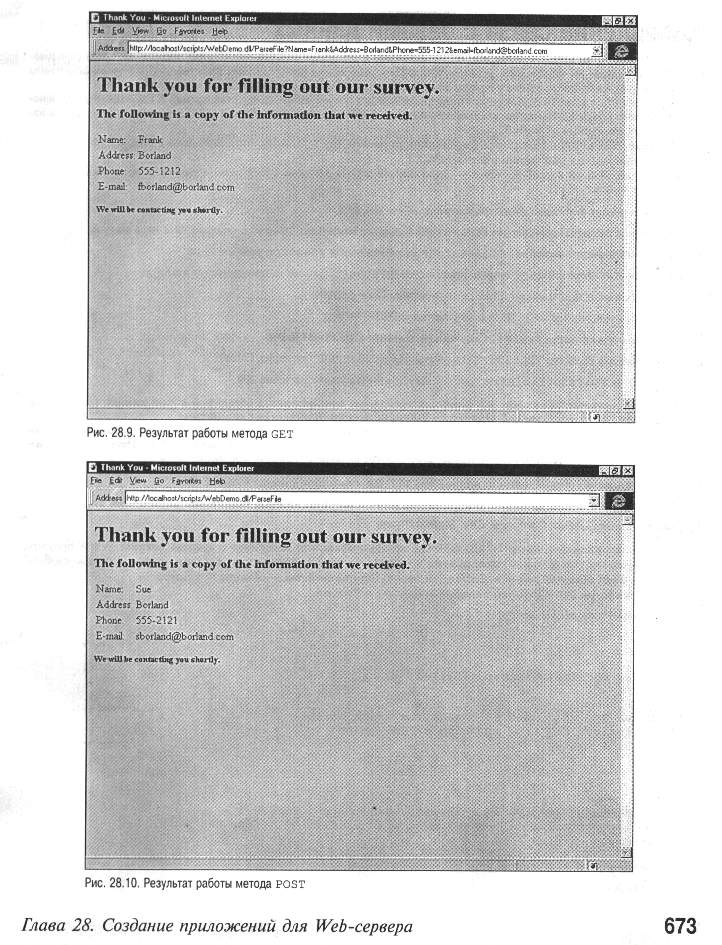 Thank You - Microsoft Internet Explorer
File Edit View Go Favorites Help
Address http://localhost/scripts/WebDemo.dll/ParseFile?Name=Frank&Address=Borland&Phone=555-1212&email=fborland@borland.com
Thank you for filling out our survey.
The following is a copy of the information that we received.
Name: Frank
Address: Borland
Phone: 555-1212
E-mail: fborland@borland.com
We will be contacting you shortly.
Рис. 28.9. Результат работы метода GET
Thank You - Microsoft Internet Explorer
File Edit View Go Favorites Help
Address http://localhost/scripts/WebDemo.dll/ParseFile
Thank you for filling out our survey.
The following is a copy of the information that we received.
Name: Sue
Address: Borland
Phone: 555-2121
E-mail: sborland@borland.com
We will be contacting you shortly.
Рис. 28.10. Результат работы метода POST
Глава 28. Создание приложений для Web-сервера 673